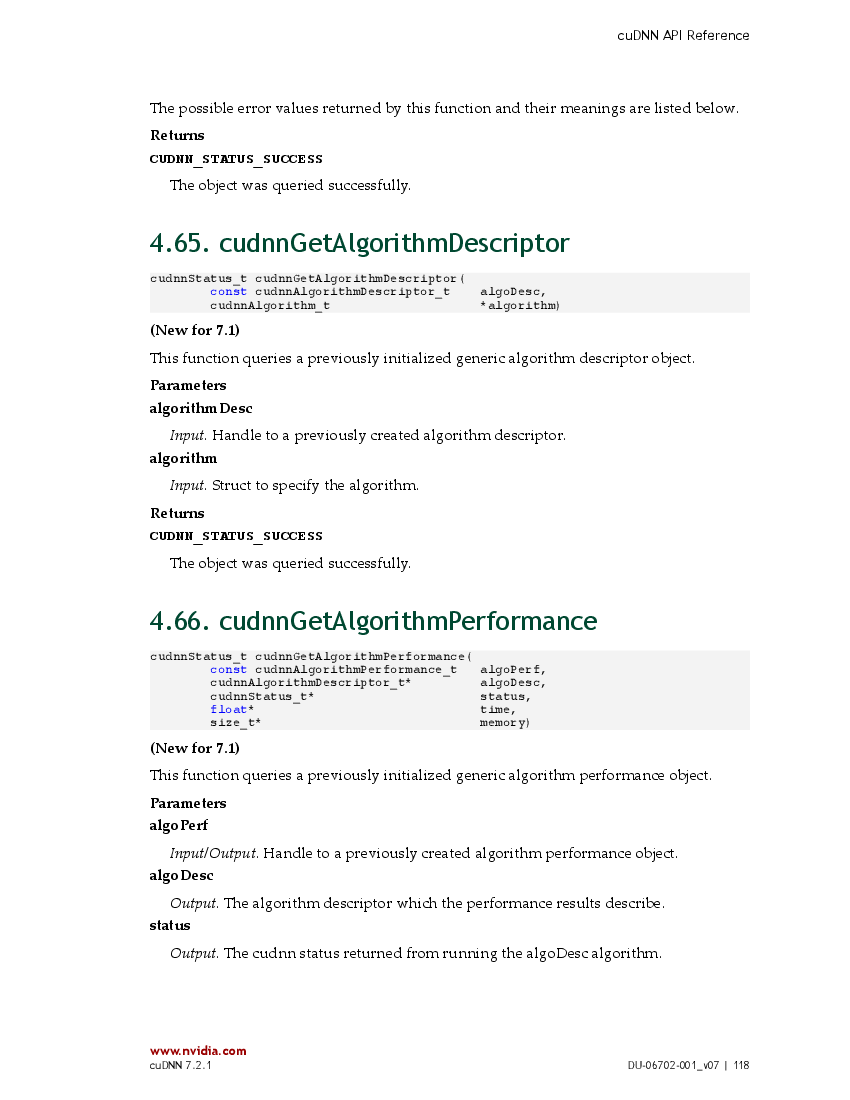 cuDNN API Reference
The possible error values returned by this function and their meanings are listed below.
Returns
CUDNN_STATUS_SUCCESS
The object was queried successfully.
4.65. cudnnGetAlgorithmDescriptor
cudnnStatus_t cudnnGetAlgorithmDescriptor(
const cudnnAlgorithmDescriptor_t algoDesc,
cudnnAlgorithm_t *algorithm)
(New for 7.1)
This function queries a previously initialized generic algorithm descriptor object.
Parameters
algorithmDesc
Input. Handle to a previously created algorithm descriptor.
algorithm
Input. Struct to specify the algorithm.
Returns
CUDNN_STATUS_SUCCESS
The object was queried successfully.
4.66. cudnnGetAlgorithmPerformance
cudnnStatus_t cudnnGetAlgorithmPerformance(
const cudnnAlgorithmPerformance_t algoPerf,
cudnnAlgorithmDescriptor_t* algoDesc,
cudnnStatus_t* status,
float* time,
size_t* memory)
(New for 7.1)
This function queries a previously initialized generic algorithm performance object.
Parameters
algoPerf
Input/Output. Handle to a previously created algorithm performance object.
algoDesc
Output. The algorithm descriptor which the performance results describe.
status
Output. The cudnn status returned from running the algoDesc algorithm.
www.nvidia.com
cuDNN 7.2.1 DU-06702-001_v07 | 118